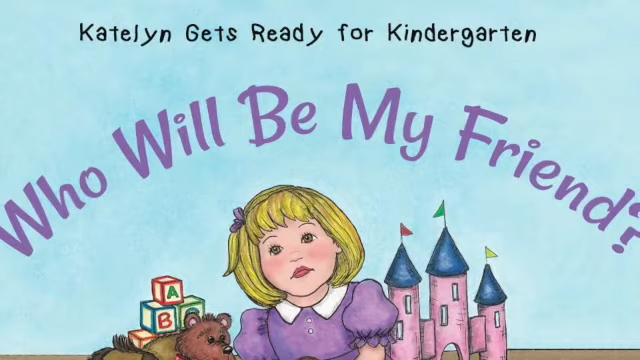 Katelyn Gets Ready for Kindergarten
Who Will Be My Friend?
A
B